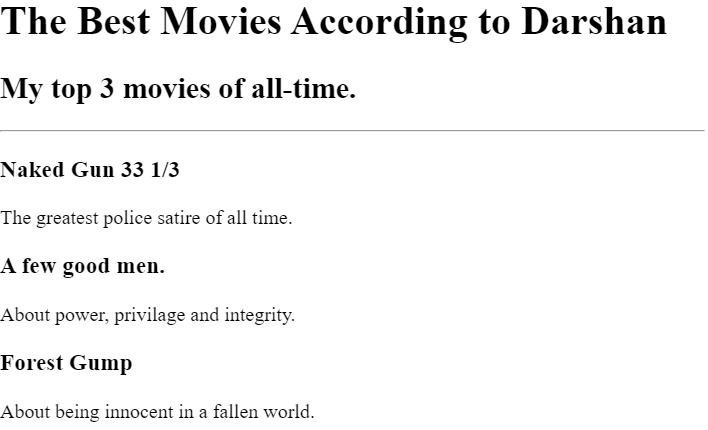 The Best Movies According to Darshan
My top 3 movies of all-time.
Naked Gun 33 1/3
The greatest police satire of all time.
A few good men.
About power, privilage and integrity.
Forest Gump
About being innocent in a fallen world.